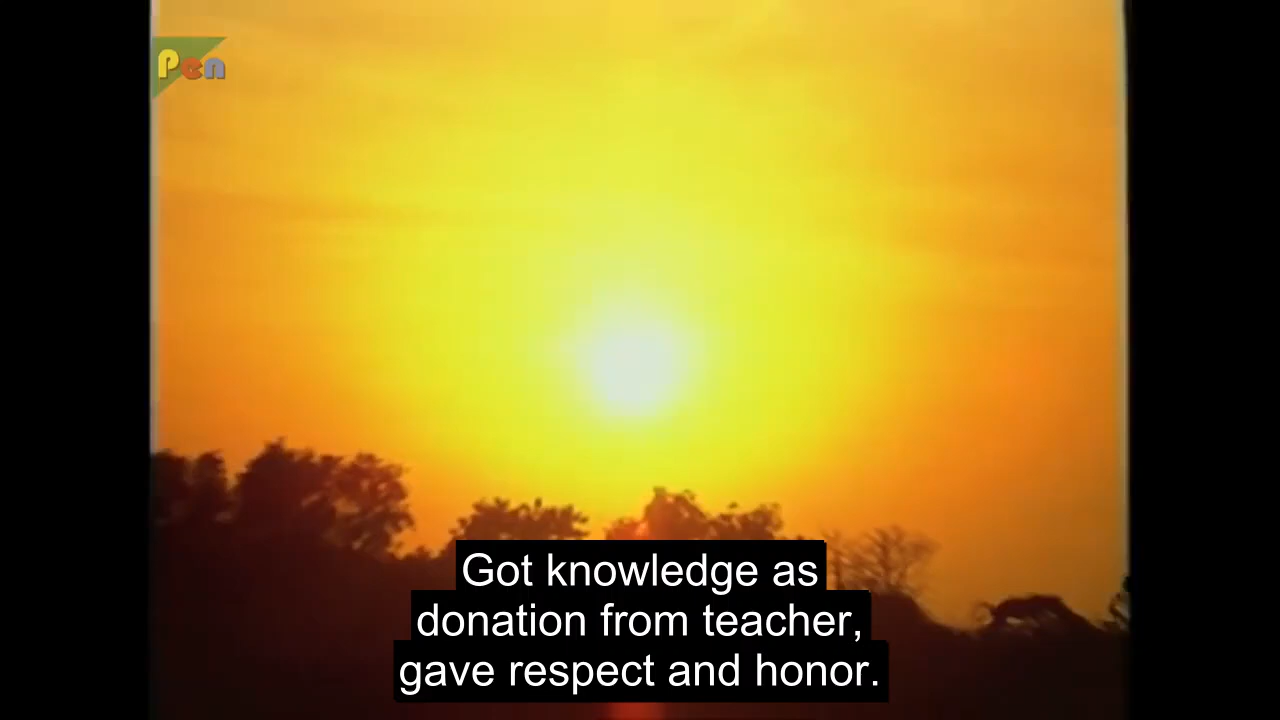 Pen
Got knowledge as
donation from teacher,
gave respect and honor.